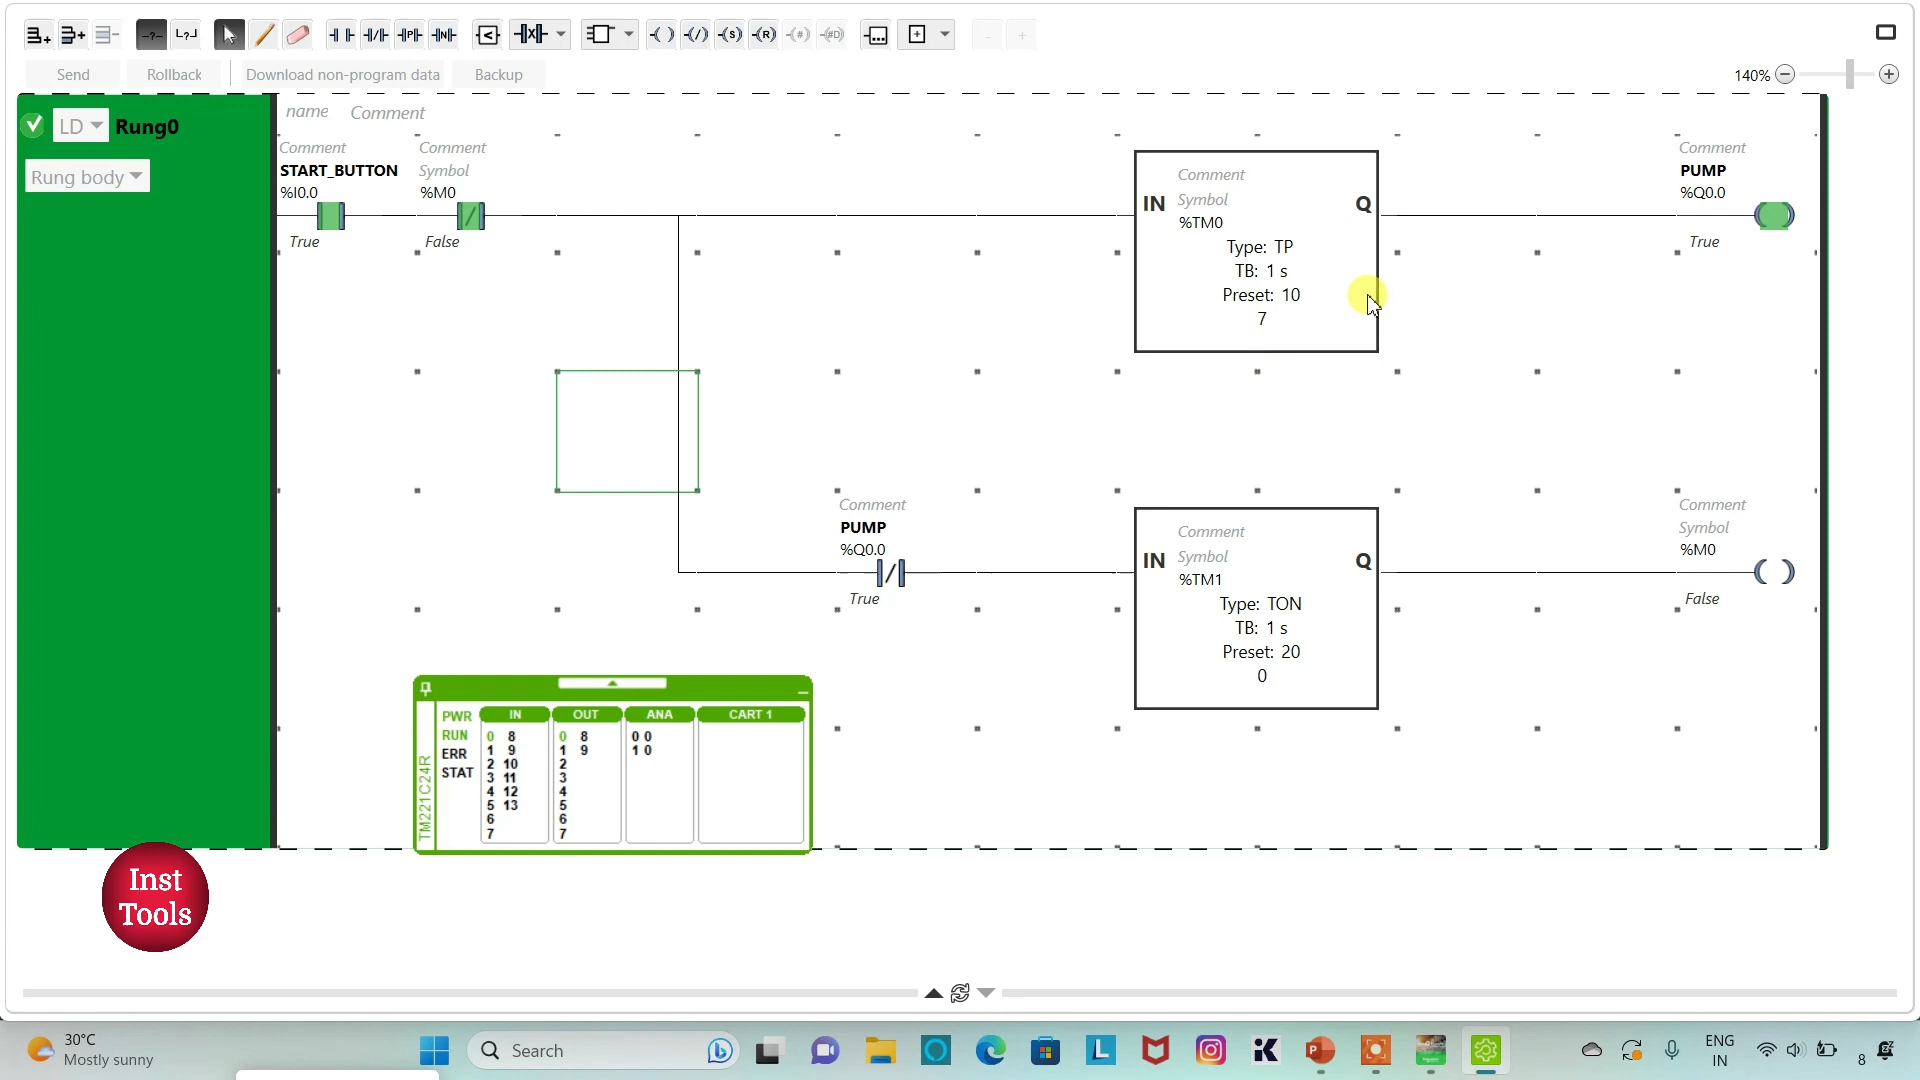 Send Rollback Download non-program data Backup
140%
LD Rung0
Rung body
name Comment
Comment
START_BUTTON
%I0.0
True
Comment
Symbol
%M0
False
Comment
Symbol
IN Q
%TM0
Type: TP
TB: 1 s
Preset: 10
7
Comment
PUMP
%Q0.0
True
Comment
PUMP
%Q0.0
True
Comment
Symbol
IN Q
%TM1
Type: TON
TB: 1 s
Preset: 20
0
Comment
Symbol
%M0
False
TM221C24R
PWR
RUN
ERR
STAT
IN OUT ANA CART 1
0 8 0 8 0 0
1 9 1 9 1 0
2 10 2
3 11 3
4 12 4
5 13 5
6 6
7 7
Inst
Tools
30°C
Mostly sunny
Search
ENG
IN
8